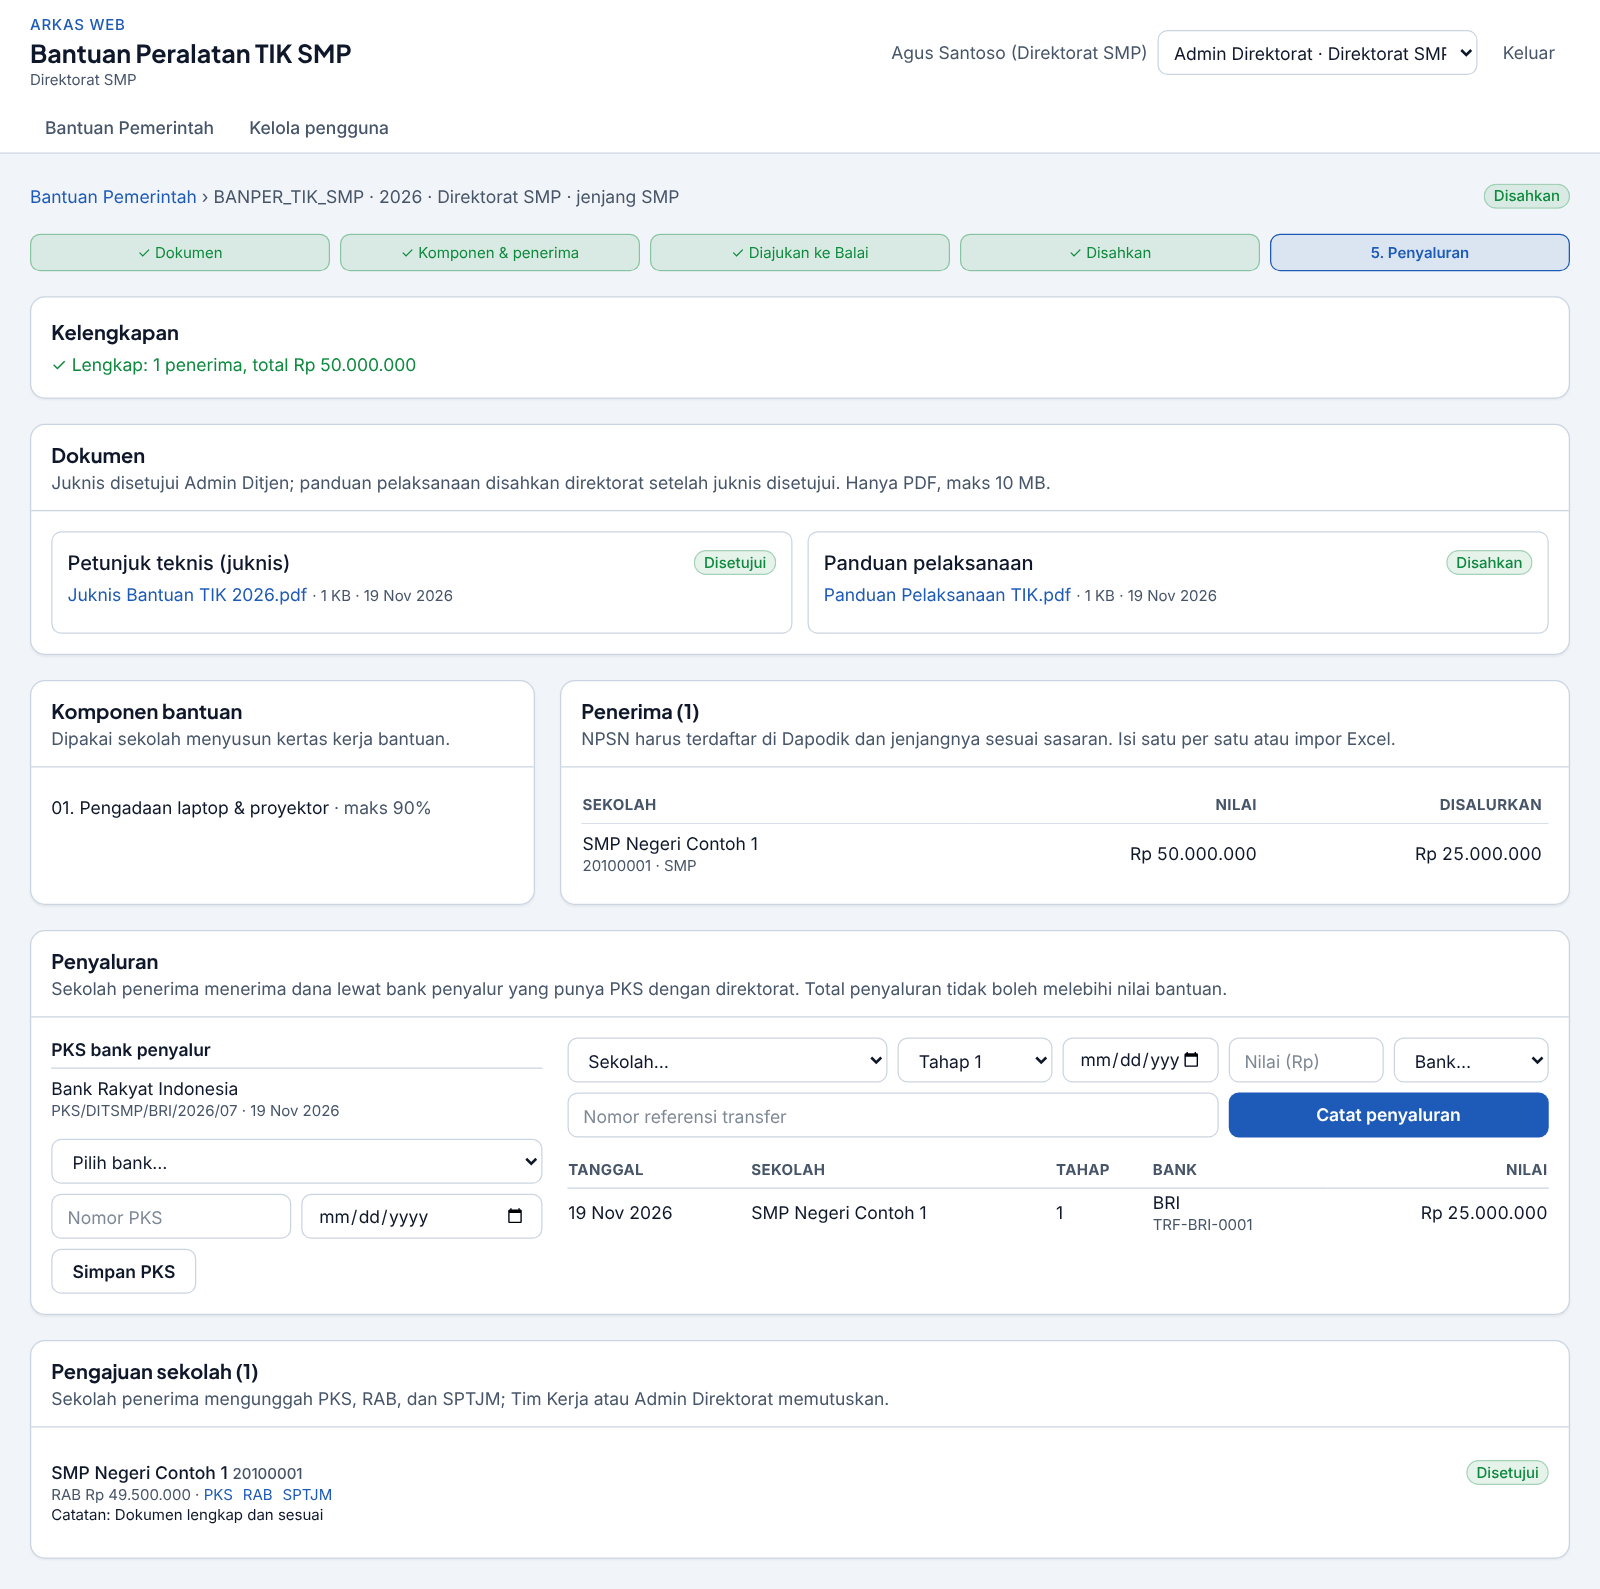 ARKAS WEB
Bantuan Peralatan TIK SMP
Direktorat SMP
Agus Santoso (Direktorat SMP)
Admin Direktorat · Direktorat SMP
Keluar
Bantuan Pemerintah
Kelola pengguna
Bantuan Pemerintah › BANPER_TIK_SMP · 2026 · Direktorat SMP · jenjang SMP
Disahkan
✓ Dokumen
✓ Komponen & penerima
✓ Diajukan ke Balai
✓ Disahkan
5. Penyaluran
Kelengkapan
✓ Lengkap: 1 penerima, total Rp 50.000.000
Dokumen
Juknis disetujui Admin Ditjen; panduan pelaksanaan disahkan direktorat setelah juknis disetujui. Hanya PDF, maks 10 MB.
Petunjuk teknis (juknis)
Disetujui
Juknis Bantuan TIK 2026.pdf · 1 KB · 19 Nov 2026
Panduan pelaksanaan
Disahkan
Panduan Pelaksanaan TIK.pdf · 1 KB · 19 Nov 2026
Komponen bantuan
Dipakai sekolah menyusun kertas kerja bantuan.
01. Pengadaan laptop & proyektor · maks 90%
Penerima (1)
NPSN harus terdaftar di Dapodik dan jenjangnya sesuai sasaran. Isi satu per satu atau impor Excel.
SEKOLAH NILAI DISALURKAN
SMP Negeri Contoh 1 Rp 50.000.000 Rp 25.000.000
20100001 · SMP
Penyaluran
Sekolah penerima menerima dana lewat bank penyalur yang punya PKS dengan direktorat. Total penyaluran tidak boleh melebihi nilai bantuan.
PKS bank penyalur
Bank Rakyat Indonesia
PKS/DITSMP/BRI/2026/07 · 19 Nov 2026
Pilih bank...
Nomor PKS
mm/dd/yyyy
Simpan PKS
Sekolah...
Tahap 1
mm/dd/yyy
Nilai (Rp)
Bank...
Nomor referensi transfer
Catat penyaluran
TANGGAL SEKOLAH TAHAP BANK NILAI
19 Nov 2026 SMP Negeri Contoh 1 1 BRI Rp 25.000.000
TRF-BRI-0001
Pengajuan sekolah (1)
Sekolah penerima mengunggah PKS, RAB, dan SPTJM; Tim Kerja atau Admin Direktorat memutuskan.
SMP Negeri Contoh 1 20100001
Disetujui
RAB Rp 49.500.000 · PKS RAB SPTJM
Catatan: Dokumen lengkap dan sesuai